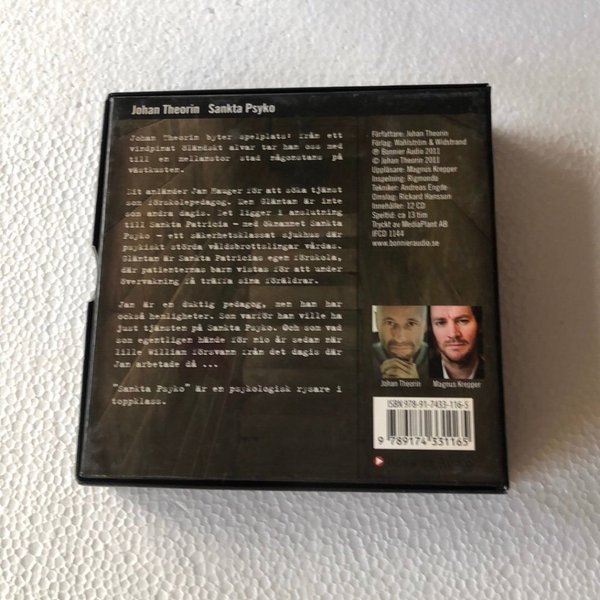 Johan Theorin Sankta Psyko
Johan Theorin byter spelplats: från ett
vindpinat öländskt alvar tar han oss med
till en mellanstor stad någonstans på
västkusten.
Dit anländer Jan Hauger för att söka tjänst
som förskolepedagog. Men Gläntan är inte
som andra dagis. Det ligger i anslutning
till Sankta Patricia – med öknamnet Sankta
Psyko – ett säkerhetsklassat sjukhus där
psykiskt störda våldsbrottslingar vårdas.
Gläntan är Sankta Patricias egen förskola,
där patienternas barn vistas för att under
övervakning få träffa sina föräldrar.
Jan är en duktig pedagog, men han har
också hemligheter. Som varför han ville ha
just tjänsten på Sankta Psyko. Och som vad
som egentligen hände för nio år sedan när
lille William försvann från det dagis där
Jan arbetade då ...
"Sankta Psyko" är en psykologisk rysare i
toppklass.
Författare: Johan Theorin
Förlag: Wahlström & Widstrand
℗ Bonnier Audio 2011
© Johan Theorin 2011
Uppläsare: Magnus Krepper
Inspelning: Rigmondo
Tekniker: Andreas Engde
Omslag: Rickard Hansson
Innehåller: 12 CD
Speltid: ca 13 tim
Tryckt av MediaPlant AB
IFCD 1144
www.bonnieraudio.se
Johan Theorin Magnus Krepper
ISBN 978-91-7433-116-5
9 789174 331165